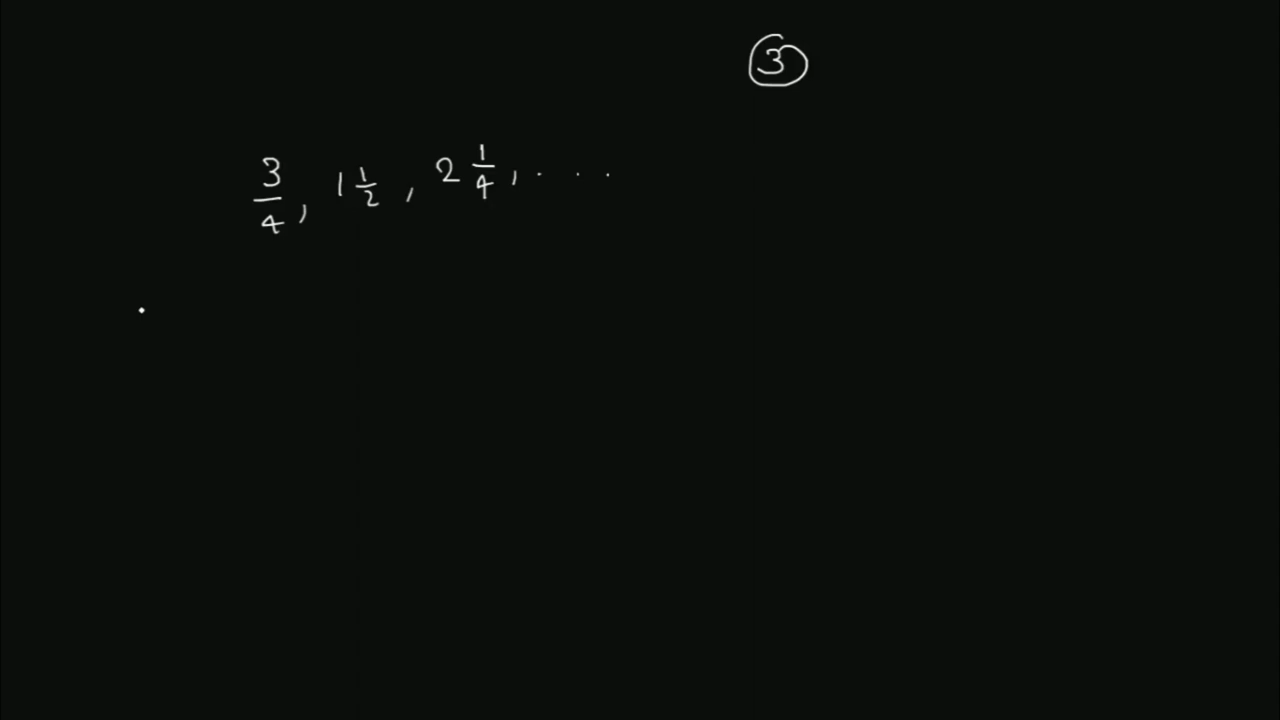 3
3/4, 1 1/2, 2 1/4, . . .